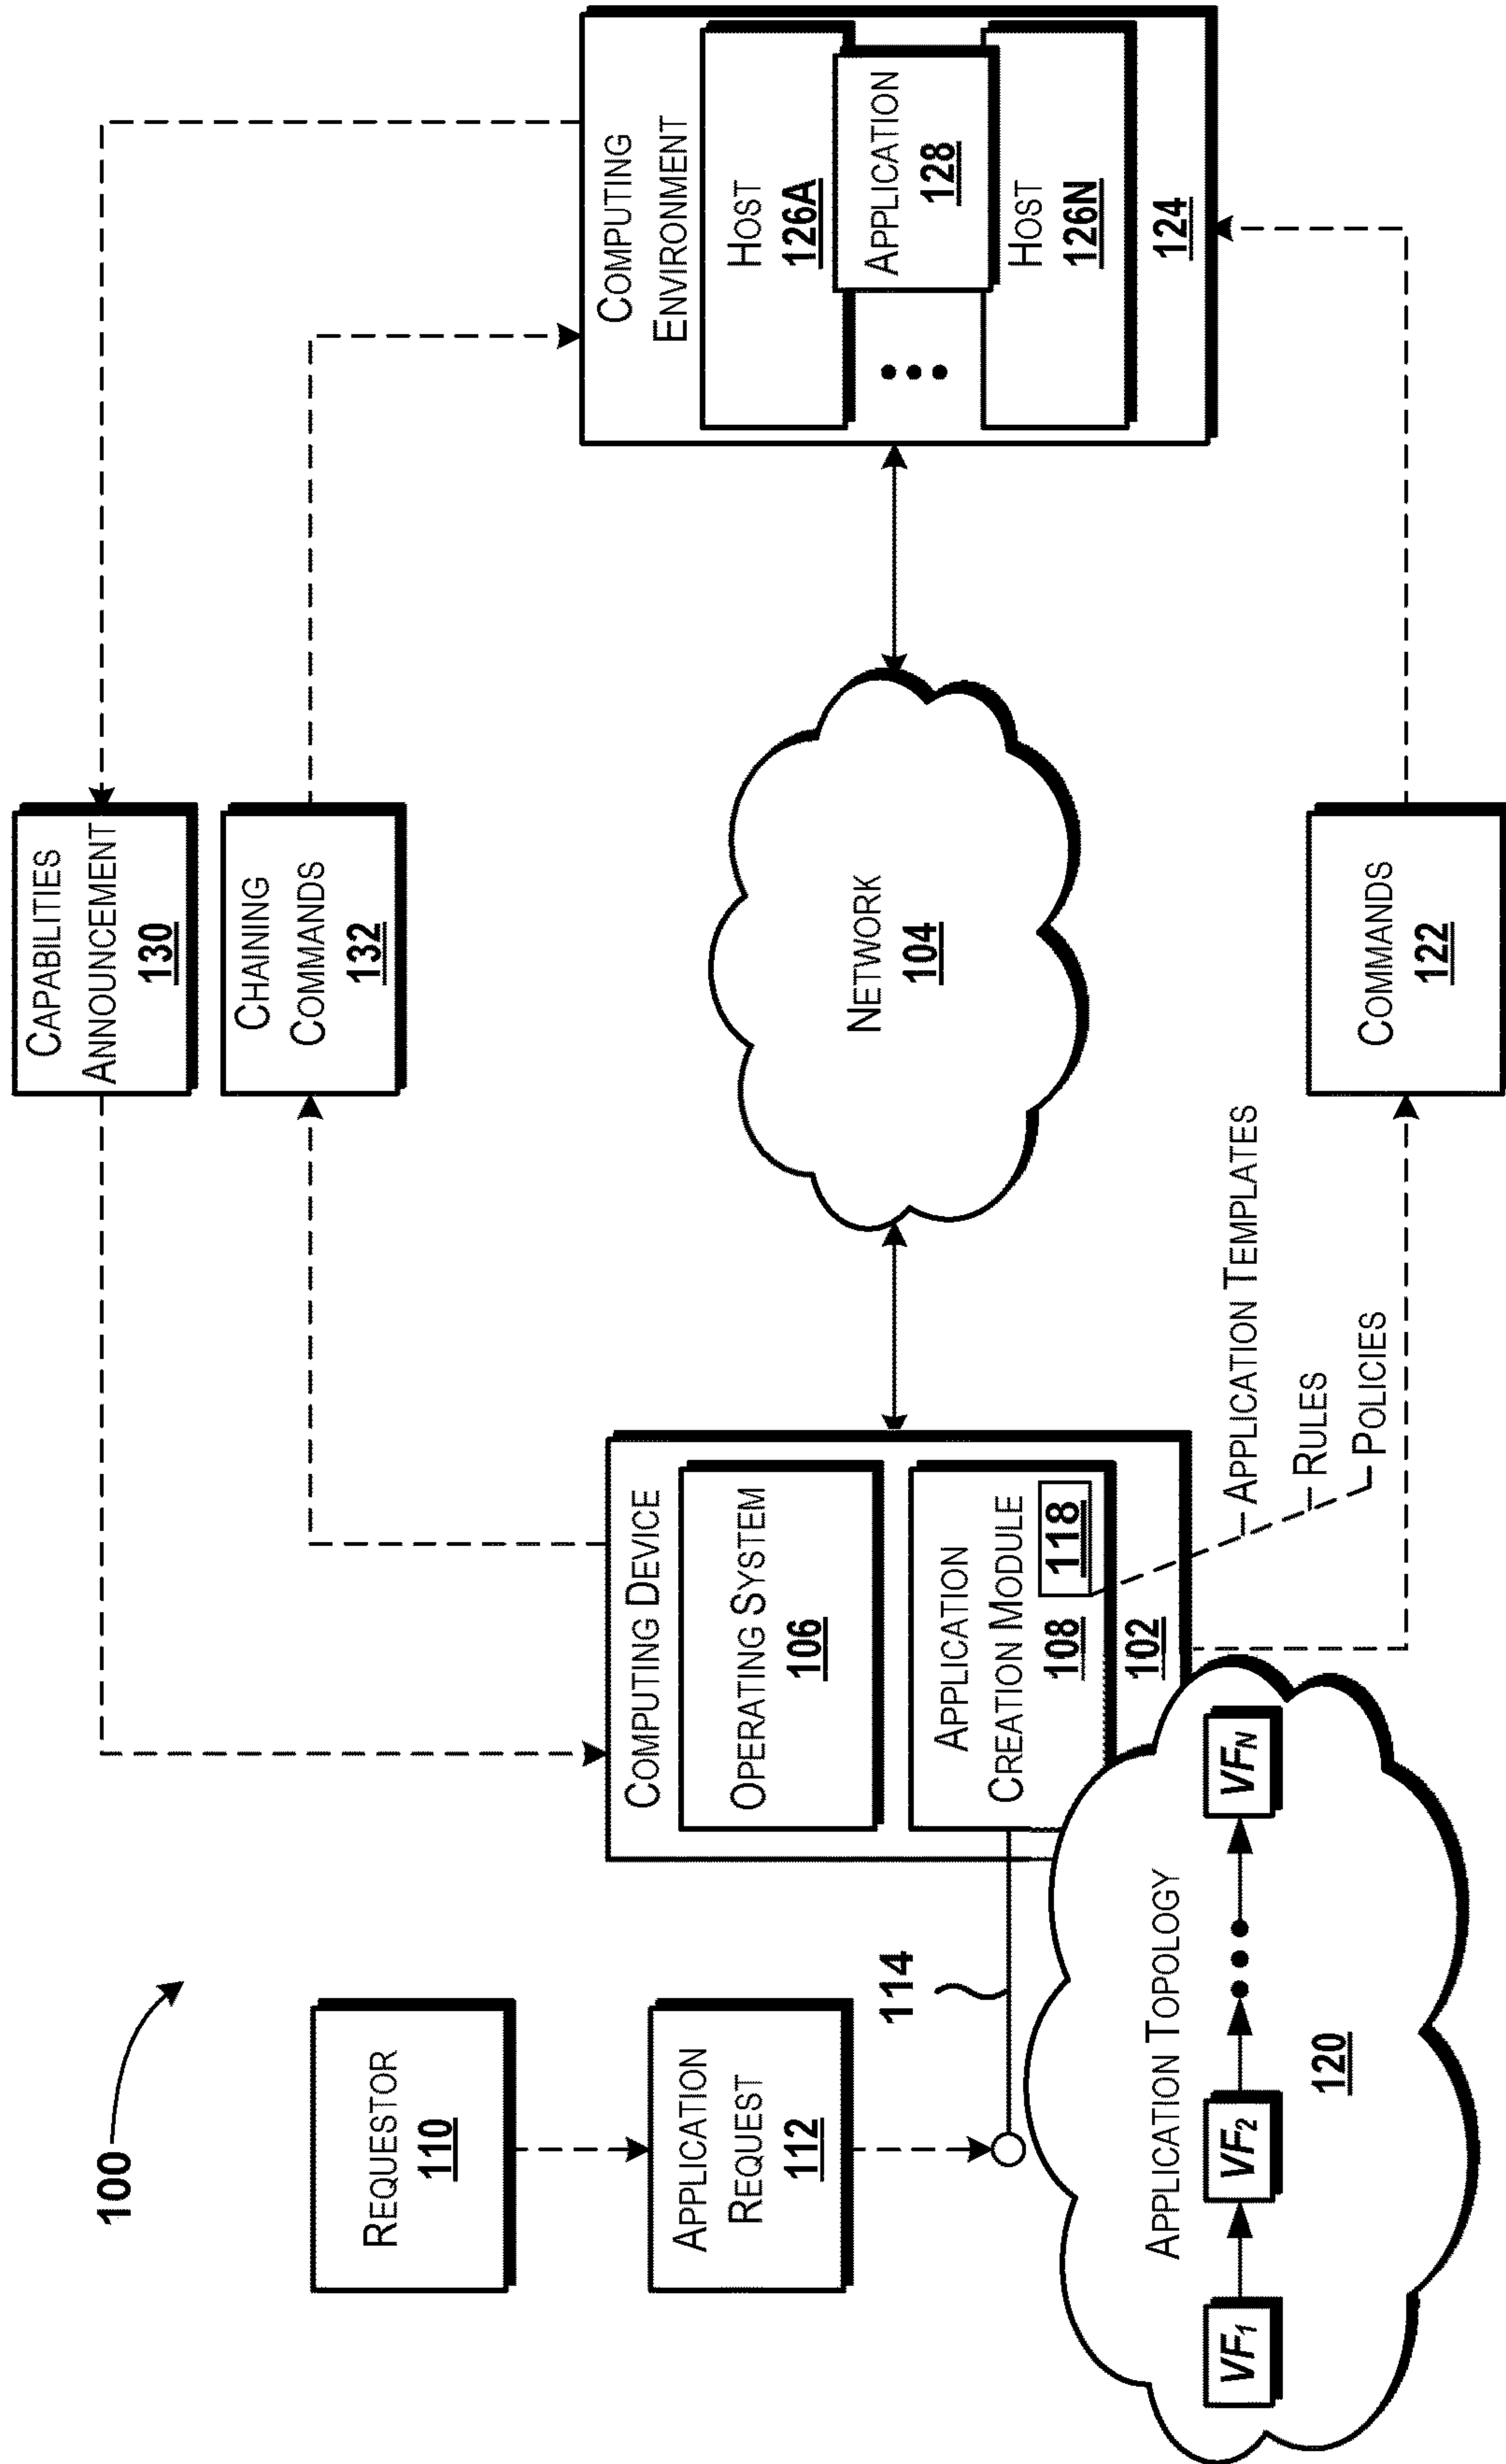 100
REQUESTOR
110
APPLICATION
REQUEST
112
114
CAPABILITIES
ANNOUNCEMENT
130
CHAINING
COMMANDS
132
COMPUTING DEVICE
OPERATING SYSTEM
106
APPLICATION
CREATION MODULE
108
118
102
NETWORK
104
COMPUTING
ENVIRONMENT
HOST
126A
APPLICATION
128
HOST
126N
124
APPLICATION TEMPLATES
RULES
POLICIES
COMMANDS
122
APPLICATION TOPOLOGY
VF1
VF2
VFN
120